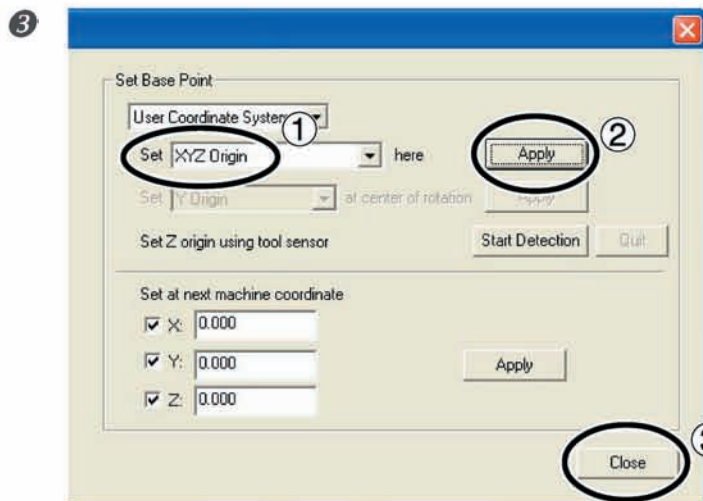 3
Set Base Point
User Coordinate System
1
2
Set XYZ Origin here Apply
Set Y Origin at center of rotation Apply
Set Z origin using tool sensor Start Detection Quit
Set at next machine coordinate
X: 0.000
Y: 0.000
Apply
Z: 0.000
3
Close